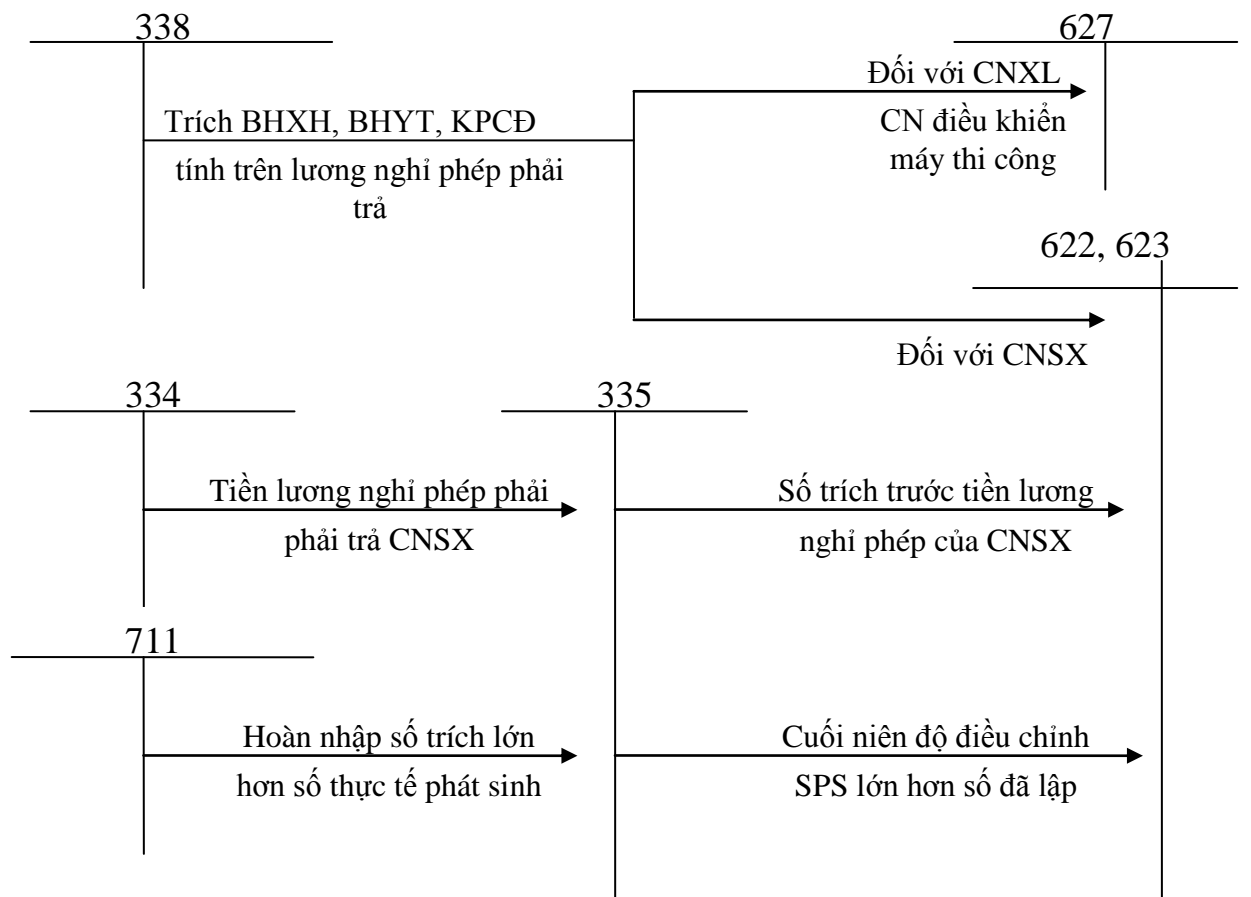 338
627
Đối với CNXL
Trích BHXH, BHYT, KPCĐ
CN điều khiển
tính trên lương nghỉ phép phải
máy thi công
trả
622, 623
Đối với CNSX
334
335
Tiền lương nghỉ phép phải
Số trích trước tiền lương
phải trả CNSX
nghỉ phép của CNSX
711
Hoàn nhập số trích lớn
Cuối niên độ điều chỉnh
hơn số thực tế phát sinh
SPS lớn hơn số đã lập